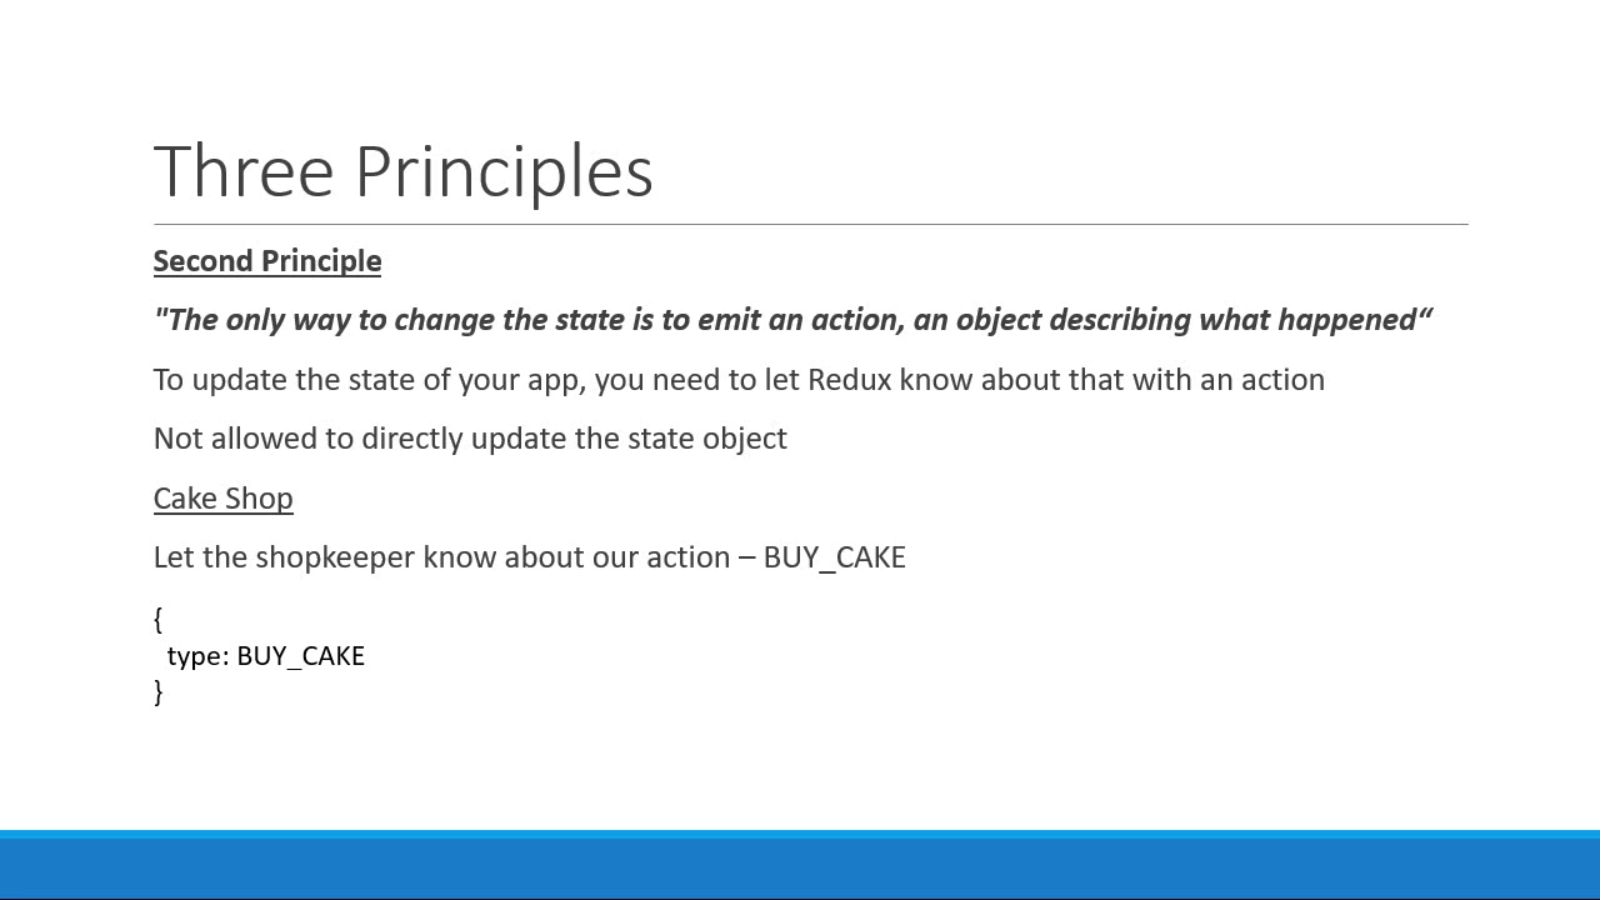 Three Principles
Second Principle
"The only way to change the state is to emit an action, an object describing what happened“
To update the state of your app, you need to let Redux know about that with an action
Not allowed to directly update the state object
Cake Shop
Let the shopkeeper know about our action – BUY_CAKE
{
type: BUY_CAKE
}